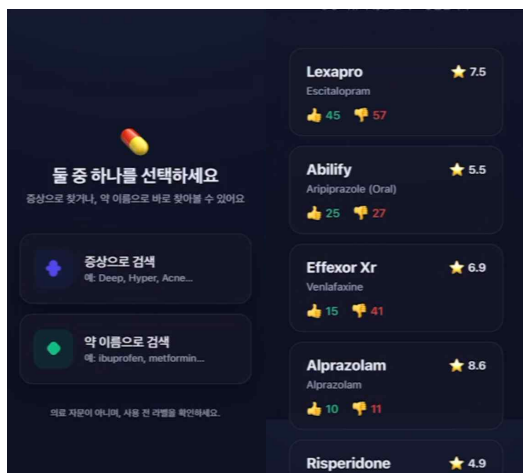 둘 중 하나를 선택하세요
증상으로 찾거나, 약 이름으로 바로 찾아볼 수 있어요
증상으로 검색
예: Deep, Hyper, Acne...
약 이름으로 검색
예: ibuprofen, metformin...
의료 자문이 아니며, 사용 전 라벨을 확인하세요.
Lexapro
7.5
Escitalopram
45 57
Abilify
5.5
Aripiprazole (Oral)
25 27
Effexor Xr
6.9
Venlafaxine
15 41
Alprazolam
8.6
Alprazolam
10 11
Risperidone
4.9